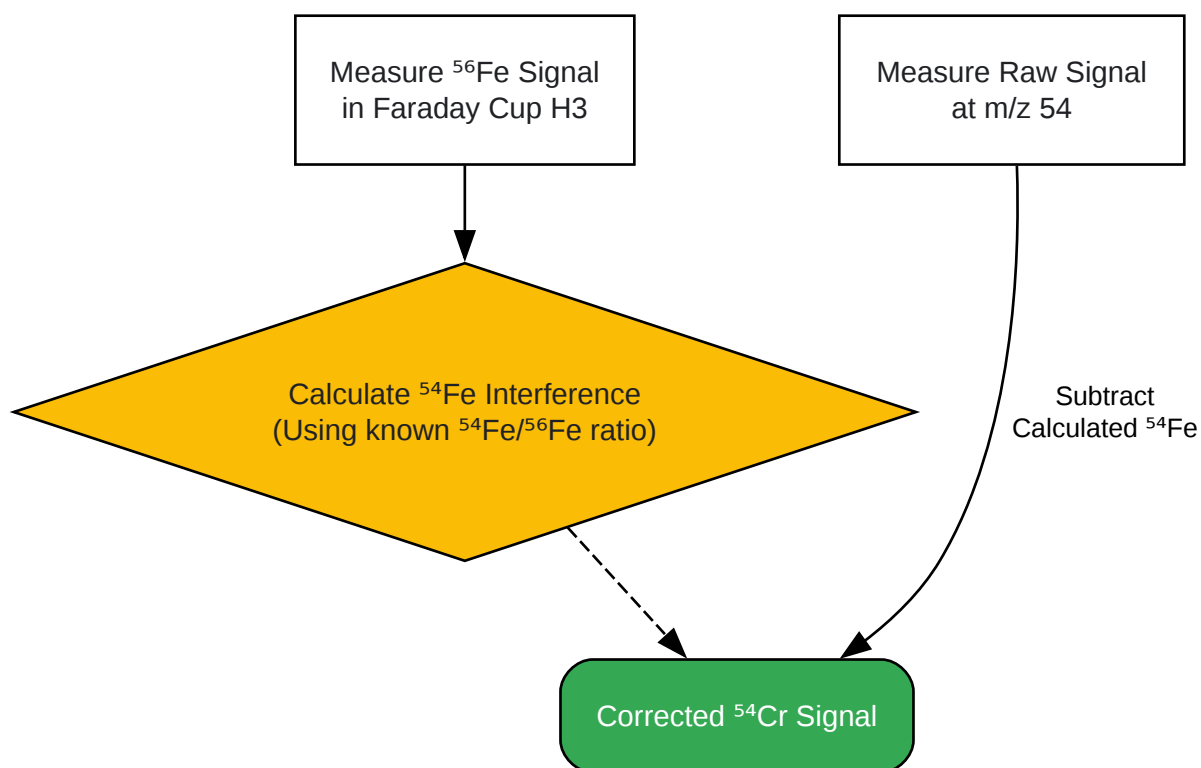 Measure ⁵⁶Fe Signal
in Faraday Cup H3
Measure Raw Signal
at m/z 54
Calculate ⁵⁴Fe Interference
(Using known ⁵⁴Fe/⁵⁶Fe ratio)
Subtract
Calculated ⁵⁴Fe
Corrected ⁵⁴Cr Signal